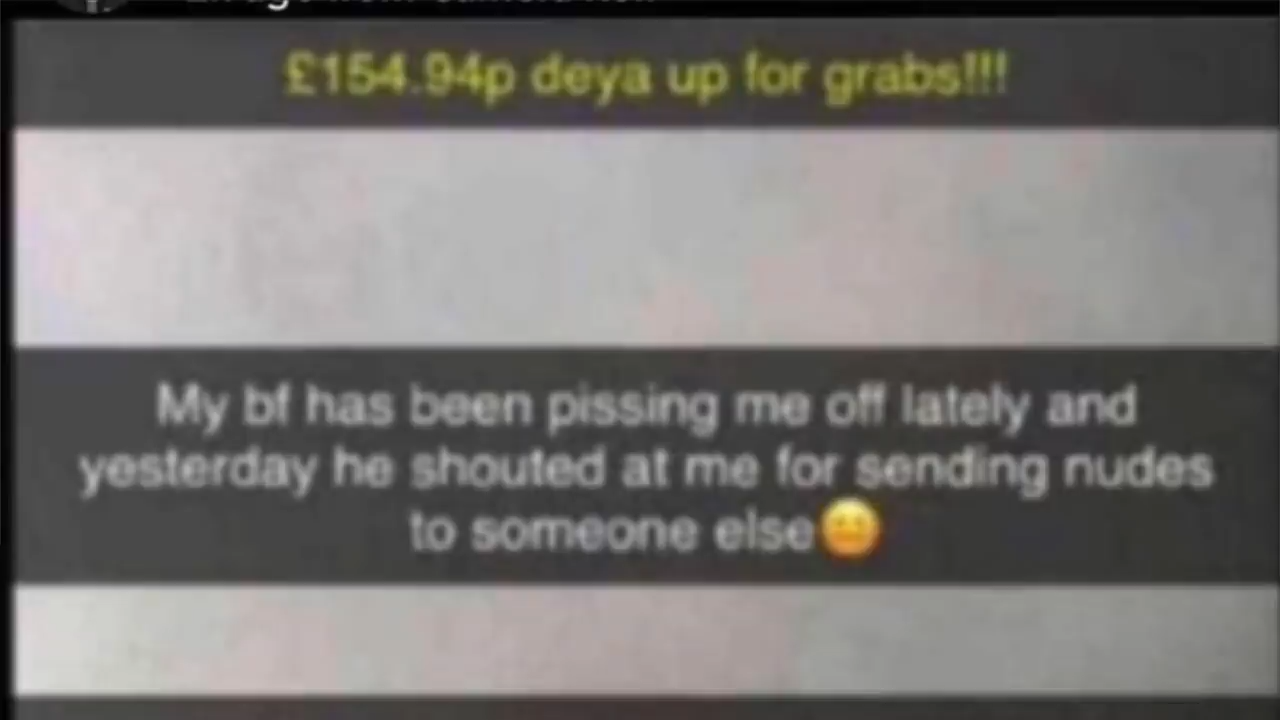 £154.94p deya up for grabs!!!
My bf has been pissing me off lately and
yesterday he shouted at me for sending nudes
to someone else😊